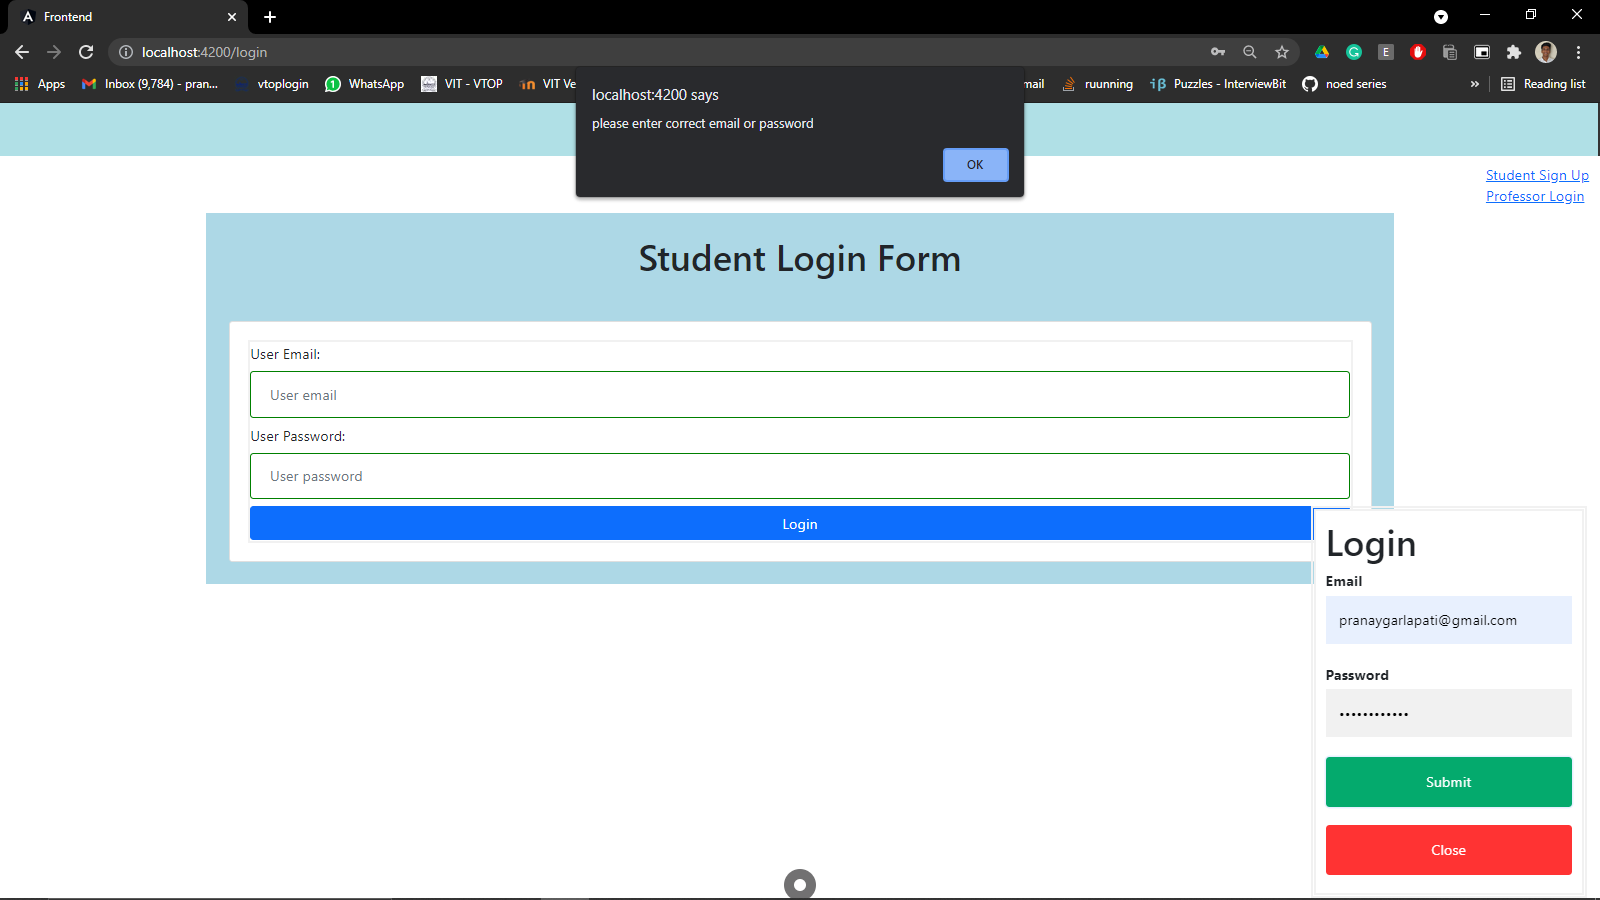 Frontend
localhost:4200/login
Apps
Inbox (9,784) - pran...
vtoplogin
WhatsApp
VIT - VTOP
VIT Ve
mail
ruunning
Puzzles - InterviewBit
noed series
»
Reading list
localhost:4200 says
please enter correct email or password
OK
Student Sign Up
Professor Login
Student Login Form
User Email:
User email
User Password:
User password
Login
Login
Email
pranaygarlapati@gmail.com
Password
••••••••••••
Submit
Close